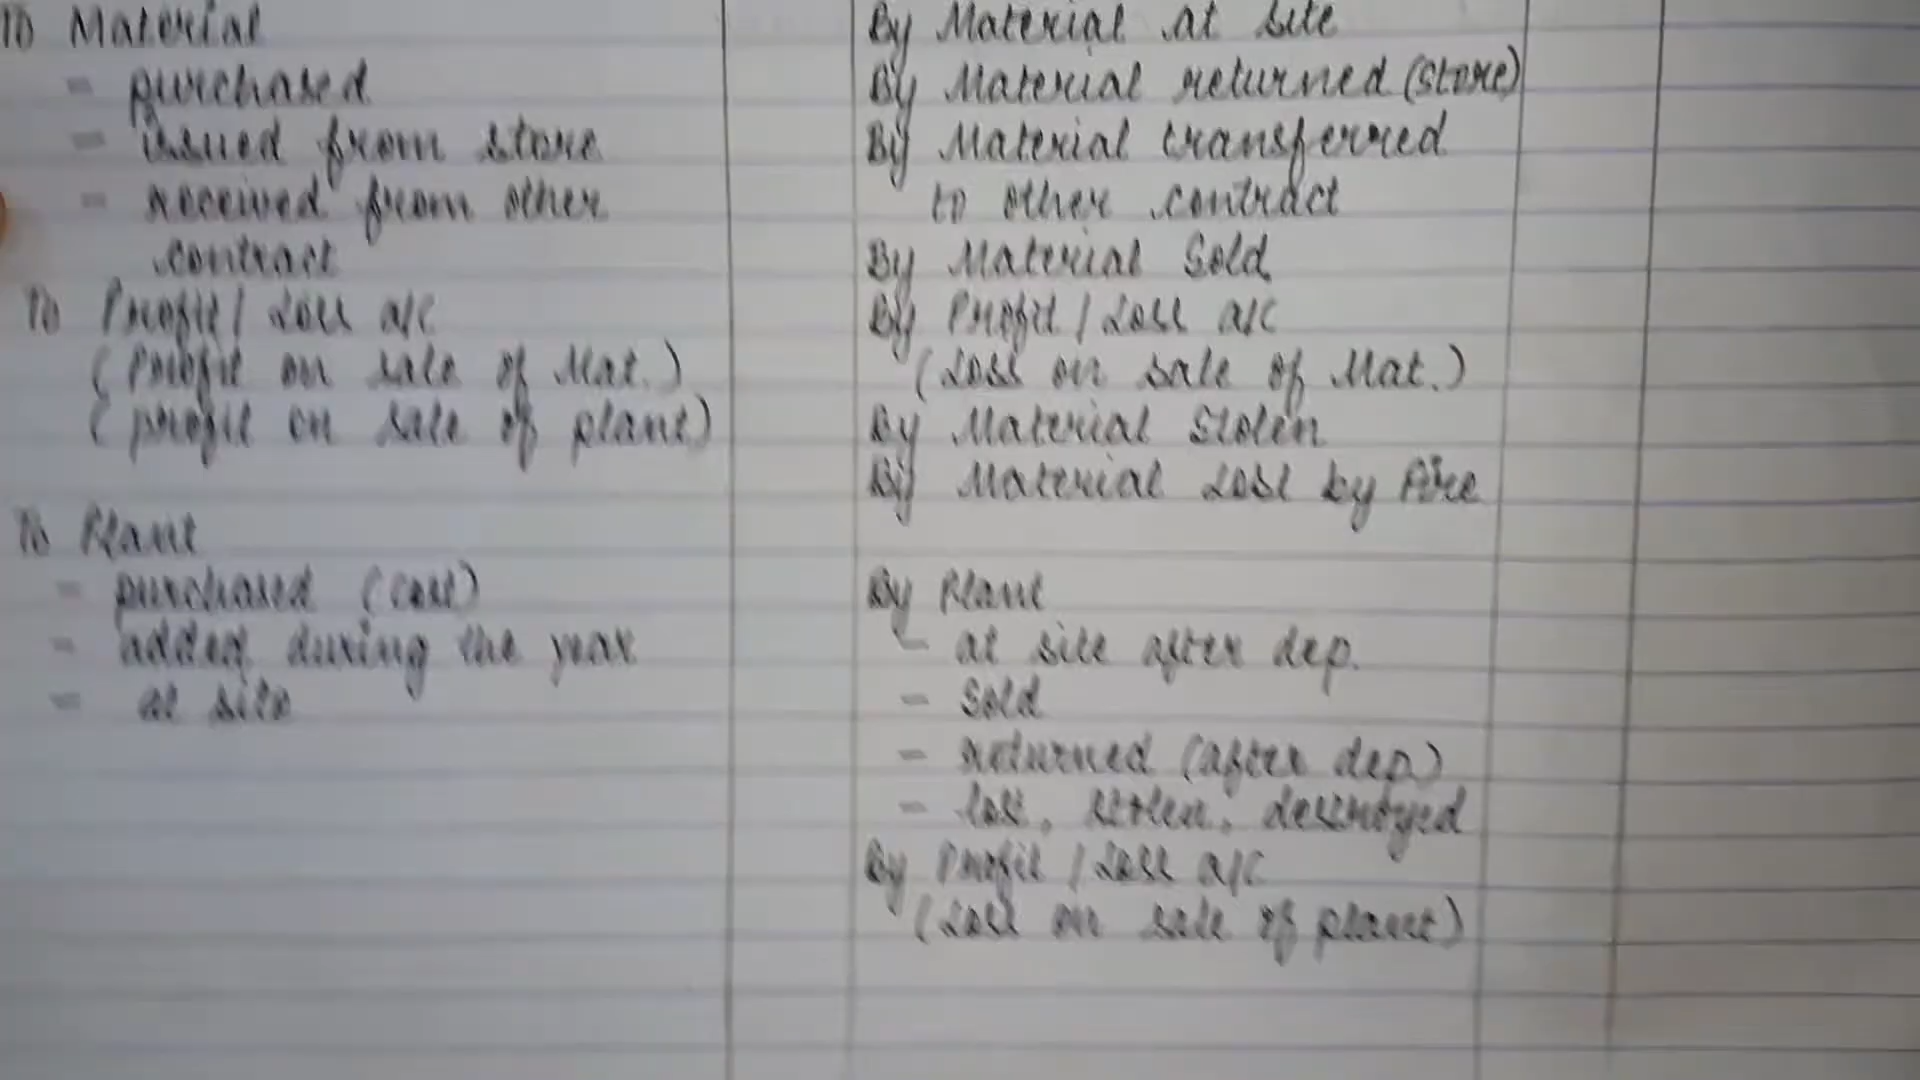 To Material
- purchased
- issued from store
- received from other
contract
To Profit / Loss a/c
(Profit on sale of Mat.)
(profit on sale of plant)
To Plant
- purchased (cost)
- added during the year
- at site
By Material at site
By Material returned (store)
By Material transferred
to other contract
By Material Sold
By Profit / Loss a/c
(Loss on sale of Mat.)
By Material Stolen
By Material Lost by Fire
By Plant
- at site after dep.
- Sold
- returned (after dep)
- lost, stolen, destroyed
By Profit / Loss a/c
(Loss on sale of plant)